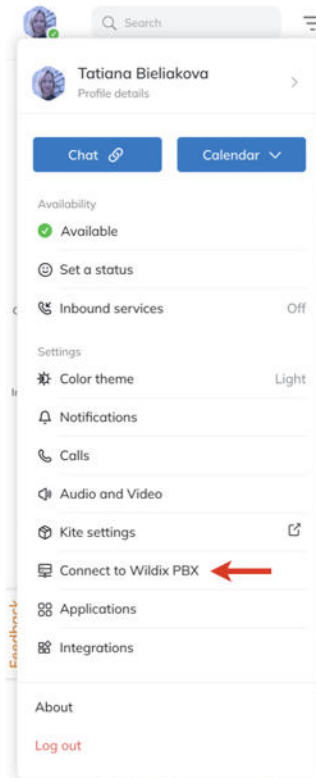 Search
Tatiana Bieliakova
Profile details
Chat
Calendar
Availability
Available
Set a status
Inbound services Off
Settings
Color theme Light
Notifications
Calls
Audio and Video
Kite settings
Connect to Wildix PBX
Applications
Integrations
Feedback
About
Log out